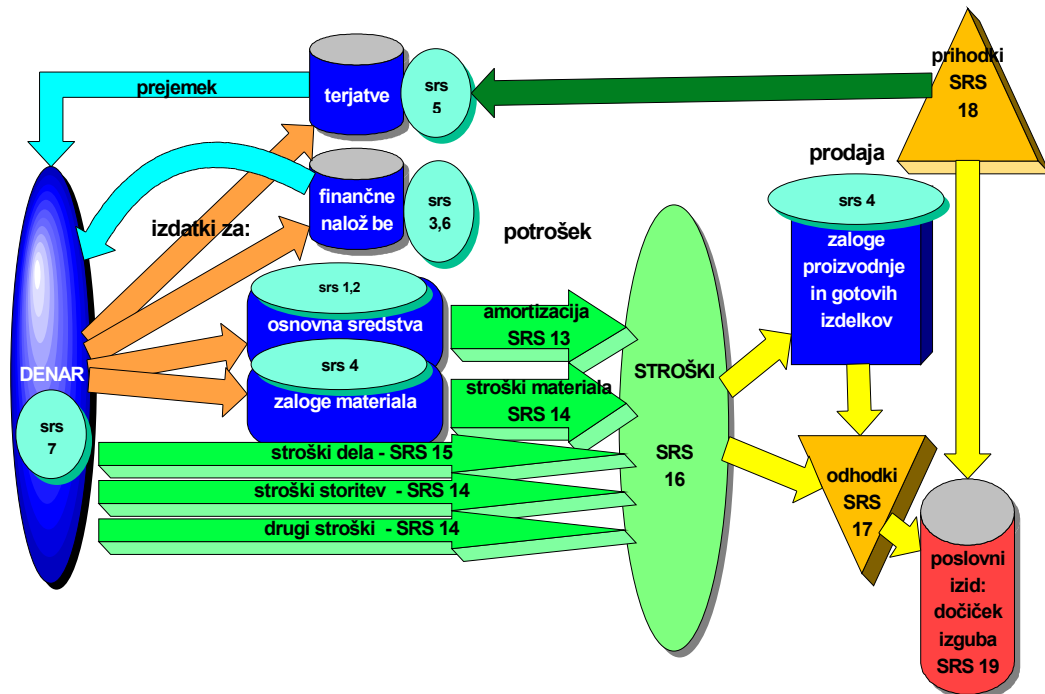 prejemek
terjatve
srs
5
prihodki
SRS
18
prodaja
izdatki za:
finančne
nalož be
srs
3,6
potrošek
srs 4
zaloge
proizvodnje
in gotovih
izdelkov
srs 1,2
osnovna sredstva
amortizacija
SRS 13
DENAR
srs
7
srs 4
zaloge materiala
stroški materiala
SRS 14
STROŠKI
SRS
16
stroški dela - SRS 15
stroški storitev - SRS 14
drugi stroški - SRS 14
odhodki
SRS
17
poslovni
izid:
dočiček
izguba
SRS 19